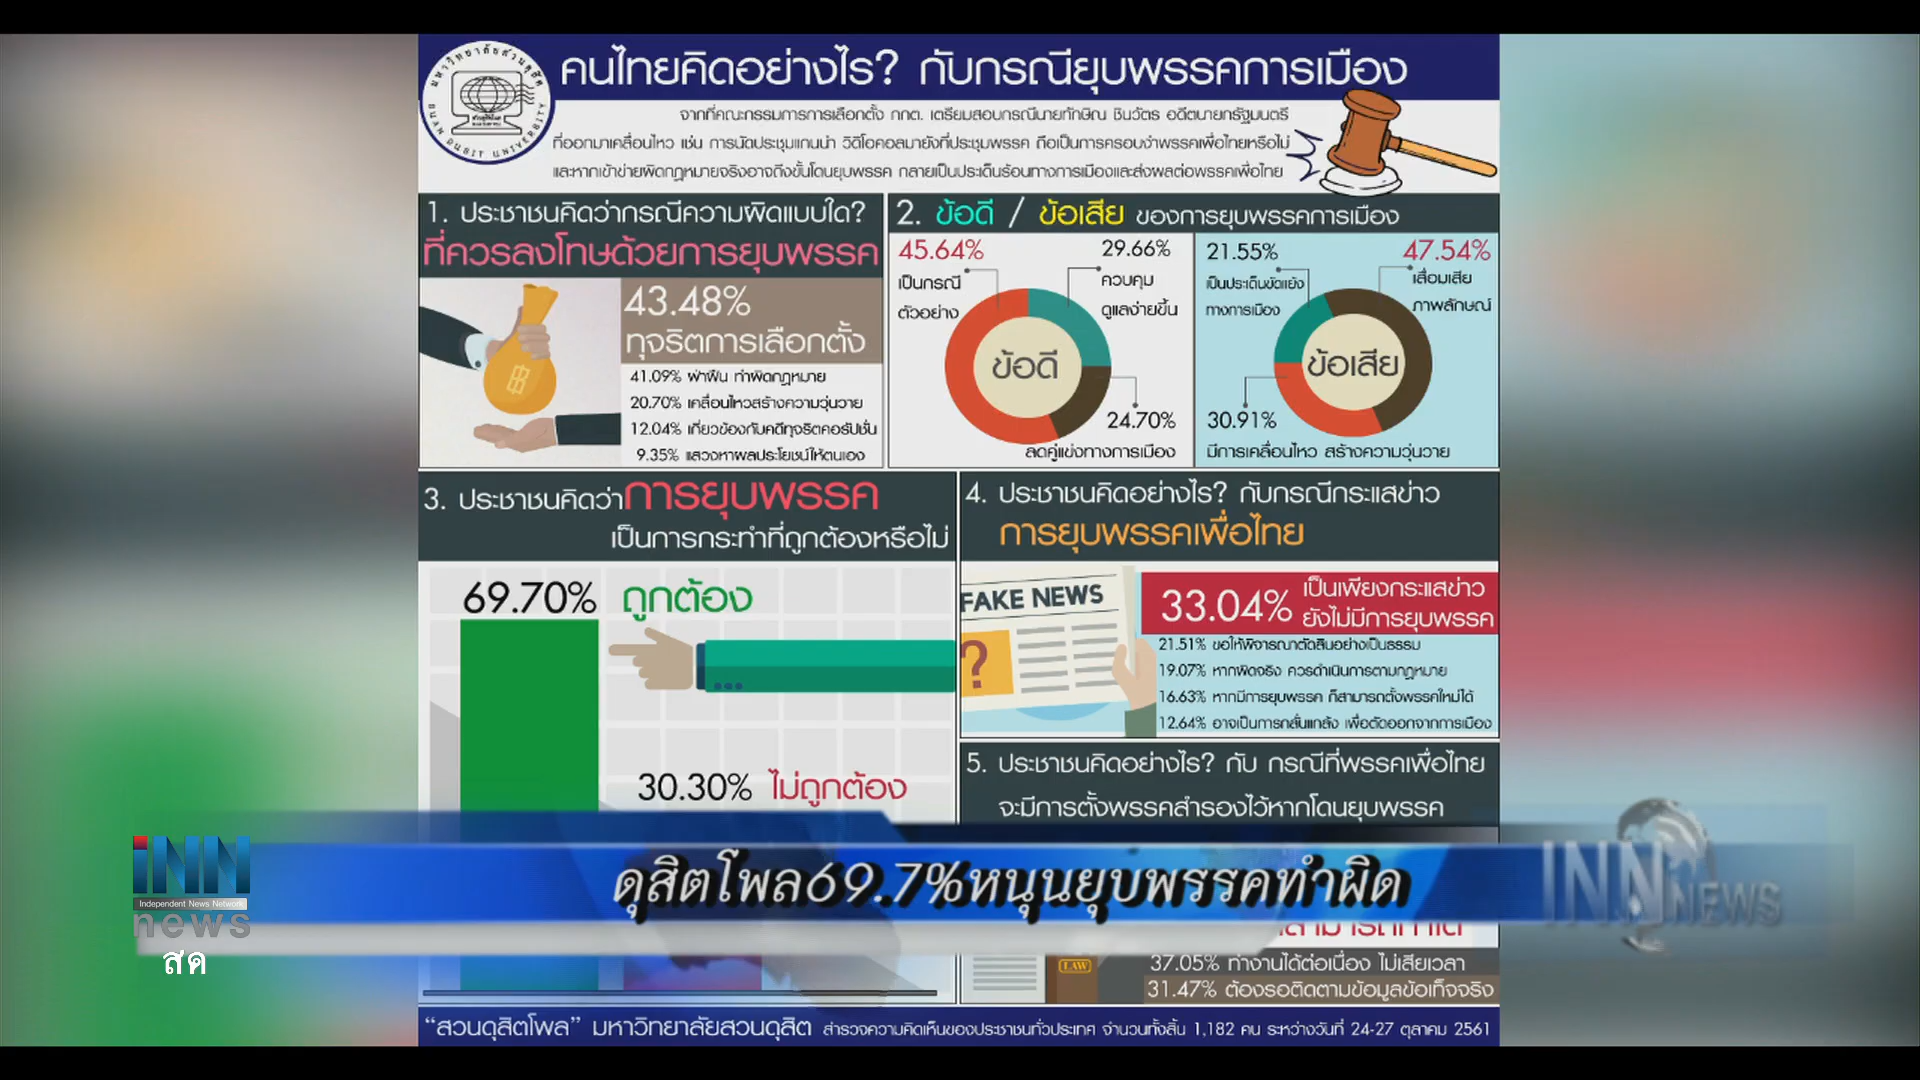 มหาวิทยาลัยสวนดุสิต
SUAN DUSIT UNIVERSITY
คนไทยคิดอย่างไร? กับกรณียุบพรรคการเมือง
จากที่คณะกรรมการการเลือกตั้ง กกต. เตรียมสอบกรณีนายทักษิณ ชินวัตร อดีตนายกรัฐมนตรี
ที่ออกมาเคลื่อนไหว เช่น การนัดประชุมแกนนำ วิดีโอคอลมายังที่ประชุมพรรค ถือเป็นการครอบงำพรรคเพื่อไทยหรือไม่
และหากเข้าข่ายผิดกฎหมายจริงอาจถึงขั้นโดนยุบพรรค กลายเป็นประเด็นร้อนทางการเมืองและส่งผลต่อพรรคเพื่อไทย
1. ประชาชนคิดว่ากรณีความผิดแบบใด?
ที่ควรลงโทษด้วยการยุบพรรค
43.48%
ทุจริตการเลือกตั้ง
41.09% ฝ่าฝืน ทำผิดกฎหมาย
20.70% เคลื่อนไหวสร้างความวุ่นวาย
12.04% เกี่ยวข้องกับคดีทุจริตคอรัปชั่น
9.35% แสวงหาผลประโยชน์ให้ตนเอง
2. ข้อดี / ข้อเสีย ของการยุบพรรคการเมือง
45.64%
เป็นกรณี
ตัวอย่าง
29.66%
ควบคุม
ดูแลง่ายขึ้น
ข้อดี
24.70%
ลดคู่แข่งทางการเมือง
21.55%
เป็นประเด็นขัดแย้ง
ทางการเมือง
47.54%
เสื่อมเสีย
ภาพลักษณ์
ข้อเสีย
30.91%
มีการเคลื่อนไหว สร้างความวุ่นวาย
3. ประชาชนคิดว่าการยุบพรรค
เป็นการกระทำที่ถูกต้องหรือไม่
69.70% ถูกต้อง
30.30% ไม่ถูกต้อง
4. ประชาชนคิดอย่างไร? กับกรณีกระแสข่าว
การยุบพรรคเพื่อไทย
FAKE NEWS
?
33.04% เป็นเพียงกระแสข่าว
ยังไม่มีการยุบพรรค
21.51% ขอให้พิจารณาตัดสินอย่างเป็นธรรม
19.07% หากผิดจริง ควรดำเนินการตามกฎหมาย
16.63% หากมีการยุบพรรค ก็สามารถตั้งพรรคใหม่ได้
12.64% อาจเป็นการกลั่นแกล้ง เพื่อตัดออกจากการเมือง
5. ประชาชนคิดอย่างไร? กับ กรณีที่พรรคเพื่อไทย
จะมีการตั้งพรรคสำรองไว้หากโดนยุบพรรค
ดุสิตโพล69.7%หนุนยุบพรรคทำผิด
INN NEWS
iNN
Independent News Network
news
สด
LAW
37.05% ทำงานได้ต่อเนื่อง ไม่เสียเวลา
31.47% ต้องรอติดตามข้อมูลข้อเท็จจริง
“สวนดุสิตโพล” มหาวิทยาลัยสวนดุสิต สำรวจความคิดเห็นของประชาชนทั่วประเทศ จำนวนทั้งสิ้น 1,182 คน ระหว่างวันที่ 24-27 ตุลาคม 2561